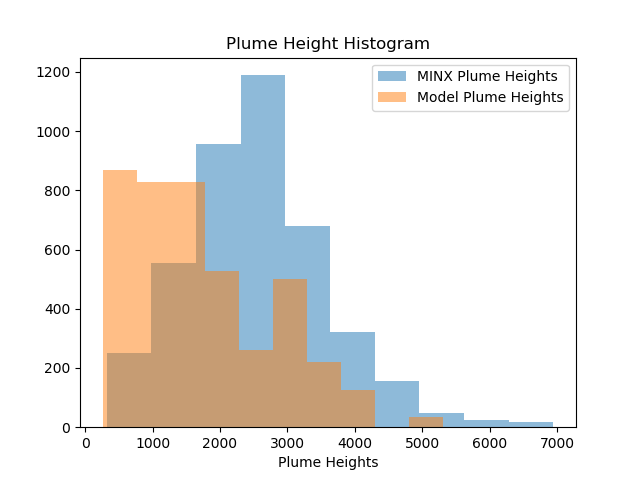 Plume Height Histogram
MINX Plume Heights
Model Plume Heights
1200
1000
800
600
400
200
0
0 1000 2000 3000 4000 5000 6000 7000
Plume Heights